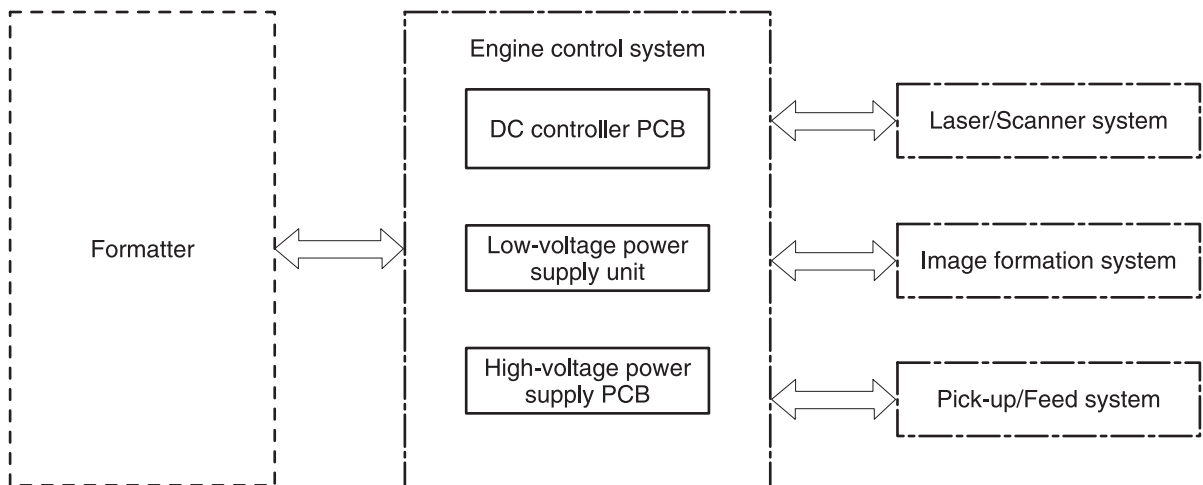 Engine control system
DC controller PCB
Laser/Scanner system
Formatter
Low-voltage power
supply unit
Image formation system
High-voltage power
supply PCB
Pick-up/Feed system